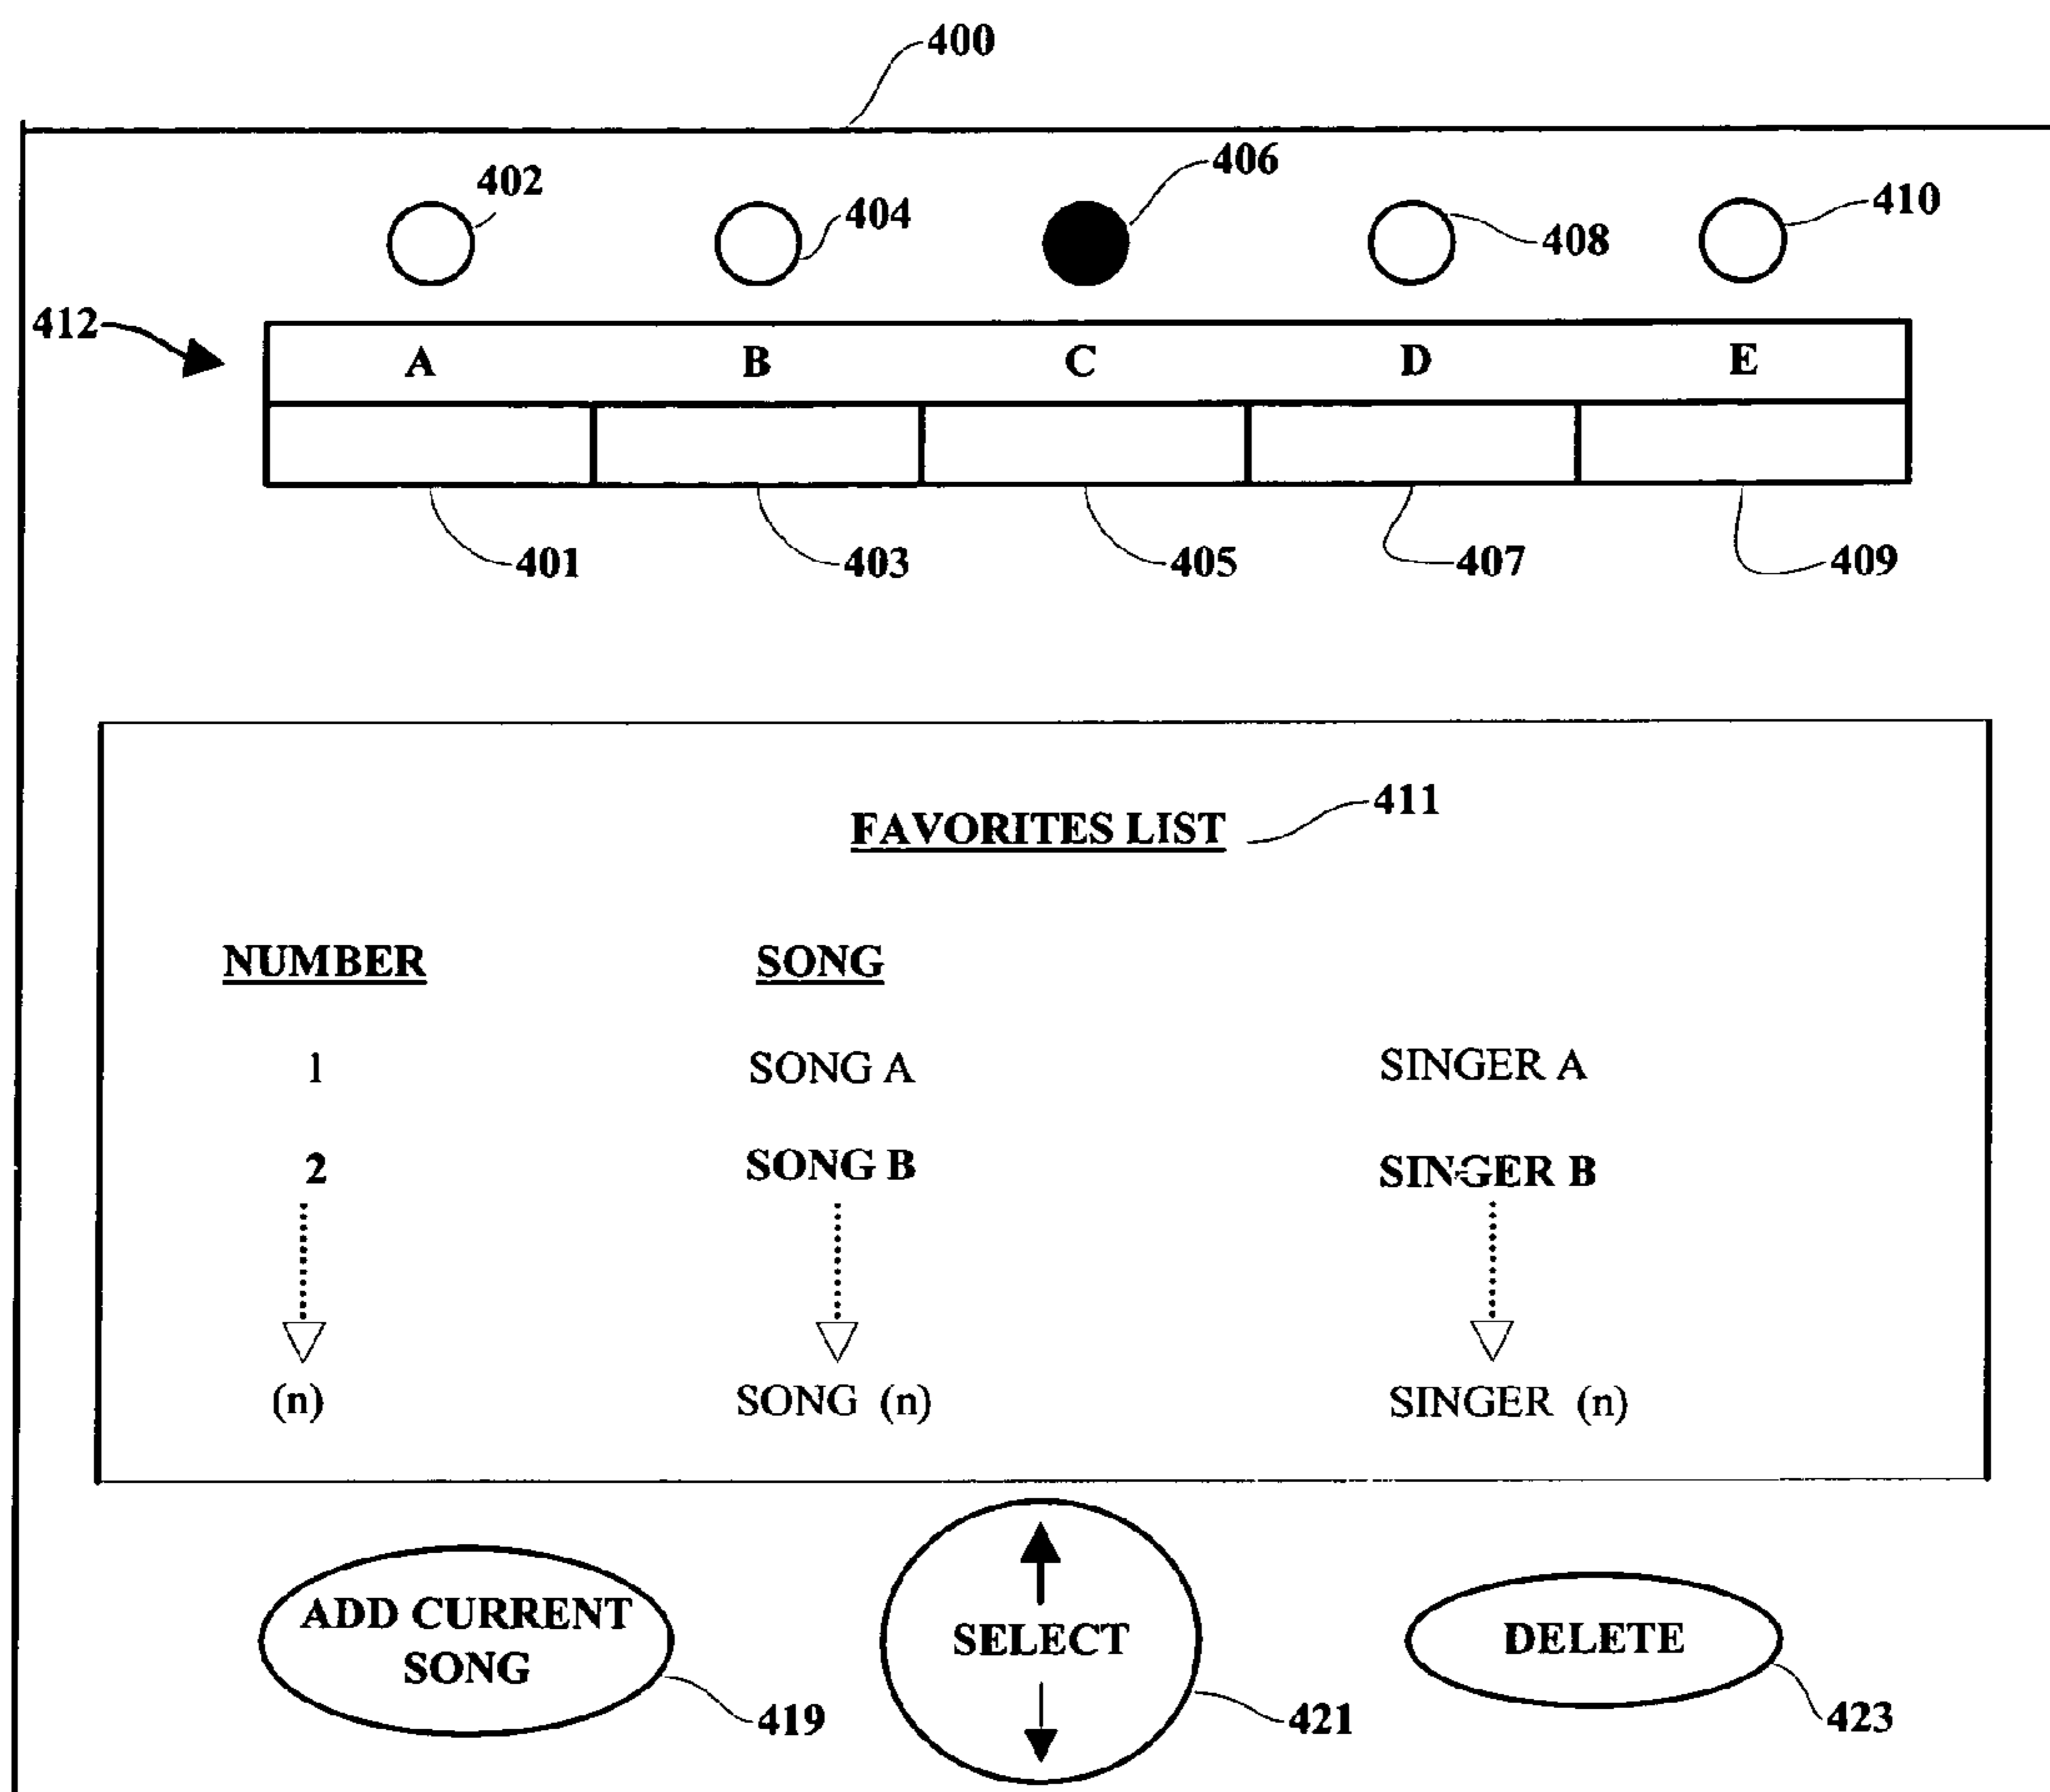 400
402
404
406
408
410
412
A B C D E
401 403 405 407 409
411
FAVORITES LIST
NUMBER SONG
1 SONG A SINGER A
2 SONG B SINGER B
(n) SONG (n) SINGER (n)
ADD CURRENT
SONG
SELECT
DELETE
419 421 423